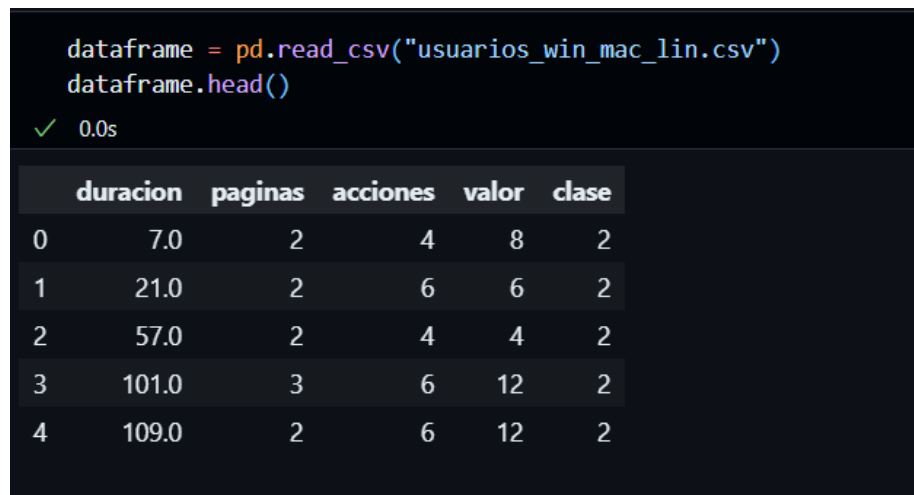 dataframe = pd.read_csv("usuarios_win_mac_lin.csv")
dataframe.head()
✓ 0.0s
duracion paginas acciones valor clase
0 7.0 2 4 8 2
1 21.0 2 6 6 2
2 57.0 2 4 4 2
3 101.0 3 6 12 2
4 109.0 2 6 12 2